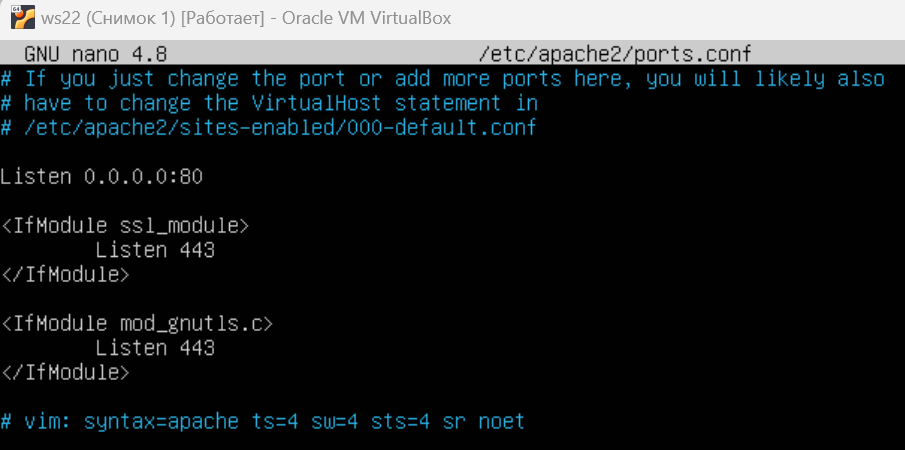 ws22 (Снимок 1) [Работает] - Oracle VM VirtualBox
GNU nano 4.8 /etc/apache2/ports.conf
# If you just change the port or add more ports here, you will likely also
# have to change the VirtualHost statement in
# /etc/apache2/sites-enabled/000-default.conf
Listen 0.0.0.0:80
<IfModule ssl_module>
Listen 443
</IfModule>
<IfModule mod_gnutls.c>
Listen 443
</IfModule>
# vim: syntax=apache ts=4 sw=4 sts=4 sr noet